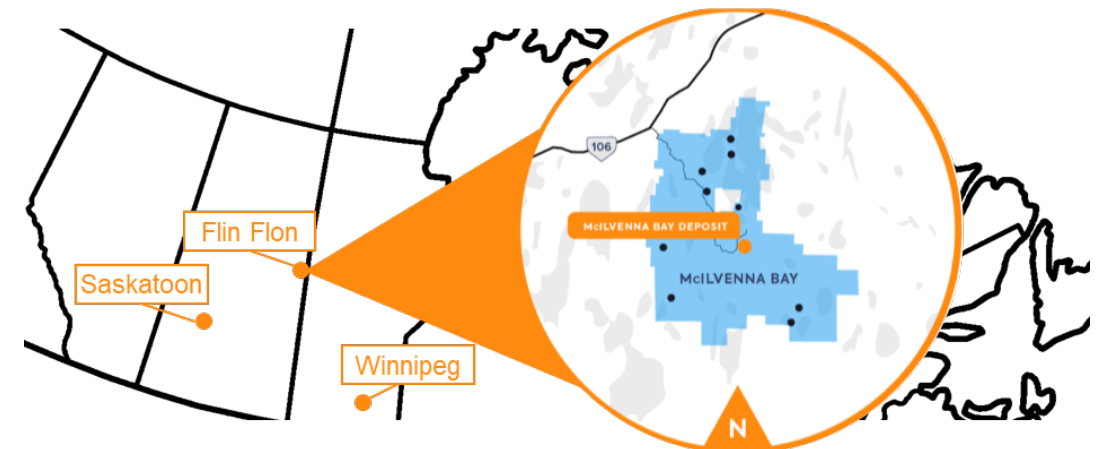 106
Flin Flon
McILVENNA BAY DEPOSIT
Saskatoon
McILVENNA BAY
Winnipeg
N